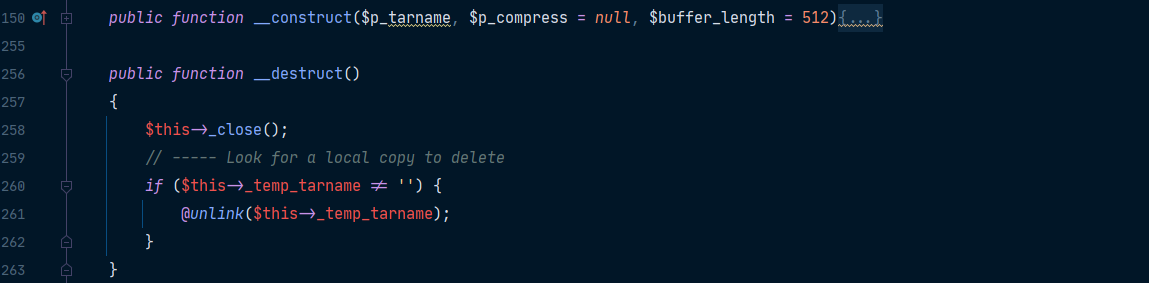 150 public function __construct($p_tarname, $p_compress = null, $buffer_length = 512){...}
255
256 public function __destruct()
257 {
258 $this->_close();
259 // ----- Look for a local copy to delete
260 if ($this->_temp_tarname != '') {
261 @unlink($this->_temp_tarname);
262 }
263 }